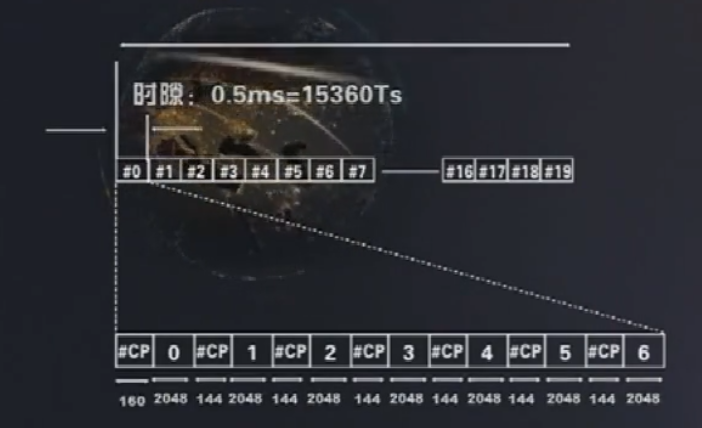 时隙：0.5ms=15360Ts
#0 #1 #2 #3 #4 #5 #6 #7 #16 #17 #18 #19
#CP 0 #CP 1 #CP 2 #CP 3 #CP 4 #CP 5 #CP 6
160 2048 144 2048 144 2048 144 2048 144 2048 144 2048 144 2048